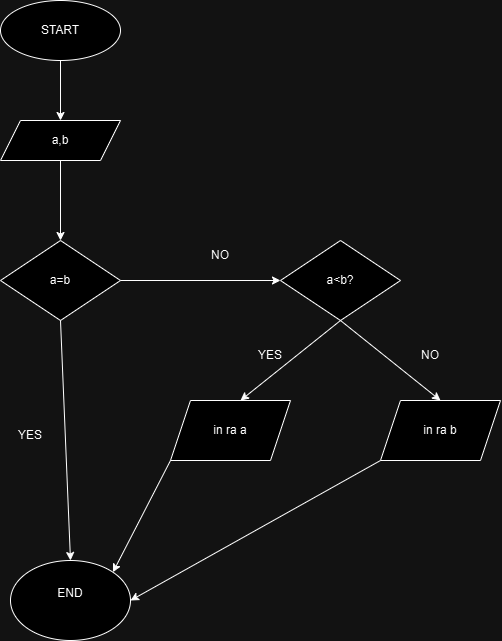 START
a,b
a=b
NO
a<b?
YES
NO
in ra a
in ra b
YES
END